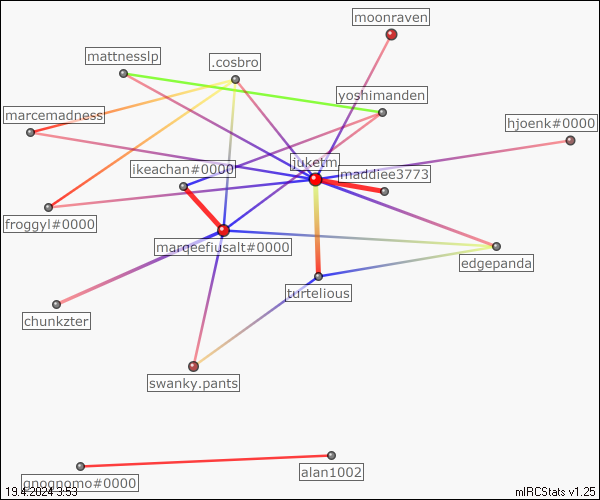 moonraven
mattnesslp
.cosbro
yoshimanden
marcemadness
hjoenk#0000
juketm
ikeachan#0000
maddiee3773
froggyl#0000
marqeefiusalt#0000
edgepanda
turtelious
chunkzter
swanky.pants
alan1002
gnognomo#0000
19.4.2024 3:53
mIRCStats v1.25